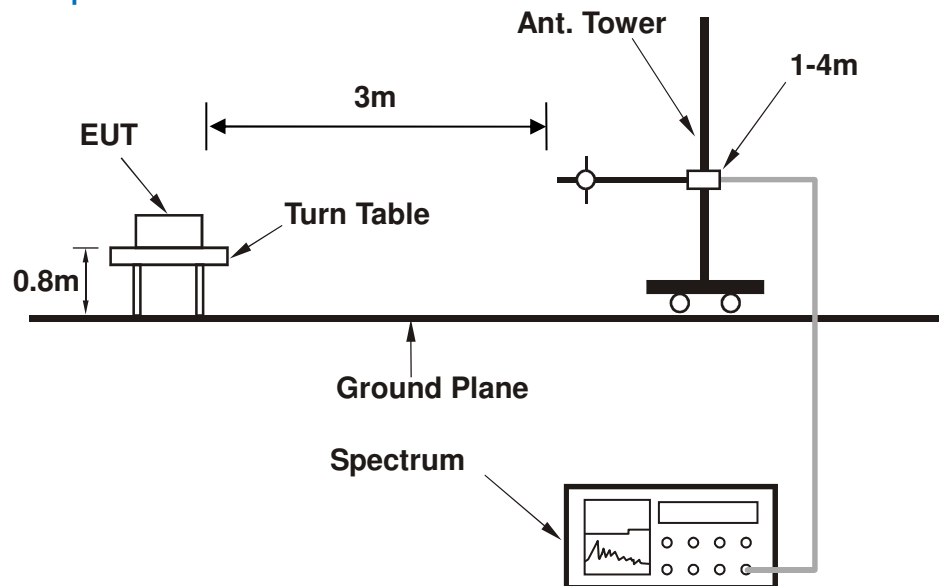 Ant. Tower
1-4m
3m
EUT
Turn Table
0.8m
Ground Plane
Spectrum